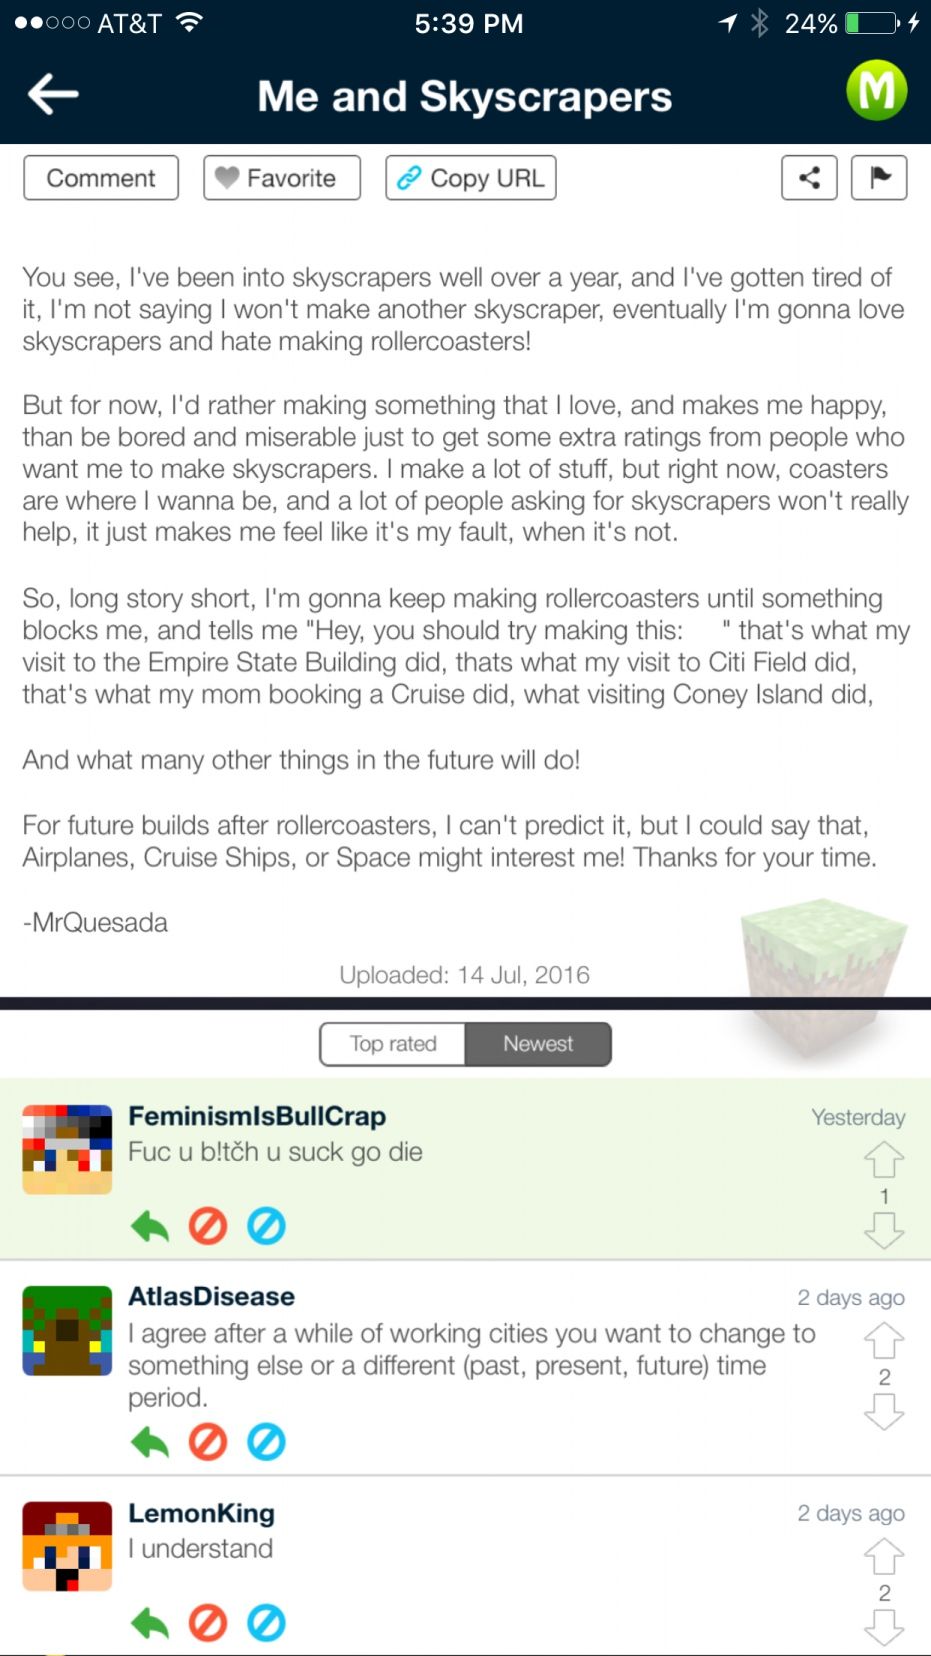 AT&T 5:39 PM 24%
Me and Skyscrapers M
Comment Favorite Copy URL
You see, I've been into skyscrapers well over a year, and I've gotten tired of
it, I'm not saying I won't make another skyscraper, eventually I'm gonna love
skyscrapers and hate making rollercoasters!
But for now, I'd rather making something that I love, and makes me happy,
than be bored and miserable just to get some extra ratings from people who
want me to make skyscrapers. I make a lot of stuff, but right now, coasters
are where I wanna be, and a lot of people asking for skyscrapers won't really
help, it just makes me feel like it's my fault, when it's not.
So, long story short, I'm gonna keep making rollercoasters until something
blocks me, and tells me "Hey, you should try making this:     " that's what my
visit to the Empire State Building did, thats what my visit to Citi Field did,
that's what my mom booking a Cruise did, what visiting Coney Island did,
And what many other things in the future will do!
For future builds after rollercoasters, I can't predict it, but I could say that,
Airplanes, Cruise Ships, or Space might interest me! Thanks for your time.
-MrQuesada
Uploaded: 14 Jul, 2016
Top rated Newest
FeminismIsBullCrap Yesterday
Fuc u b!tčh u suck go die
1
AtlasDisease 2 days ago
I agree after a while of working cities you want to change to
something else or a different (past, present, future) time
2
period.
LemonKing 2 days ago
I understand
2